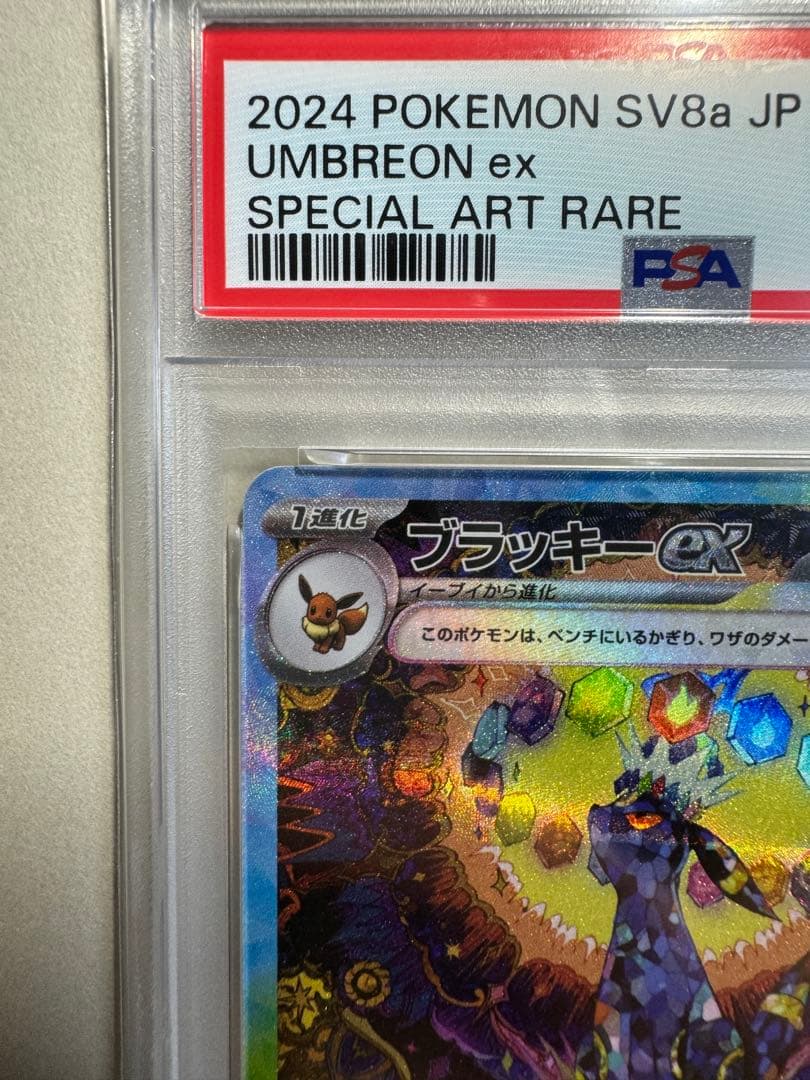 2024 POKEMON SV8a JP
UMBREON ex
SPECIAL ART RARE
PSA
1進化
ブラッキーex
イーブイから進化
このポケモンは、ベンチにいるかぎり、ワザのダメー